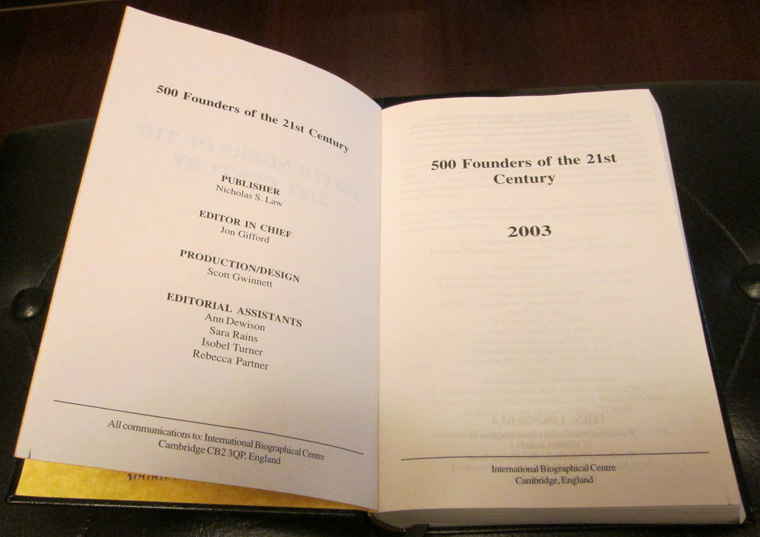 500 Founders of the 21st Century
PUBLISHER
Nicholas S. Law
EDITOR IN CHIEF
Jon Gifford
PRODUCTION/DESIGN
Scott Gwinnett
EDITORIAL ASSISTANTS
Ann Dewison
Sara Rains
Isobel Turner
Rebecca Partner
All communications to: International Biographical Centre
Cambridge CB2 3QP, England
500 Founders of the 21st
Century
2003
International Biographical Centre
Cambridge, England